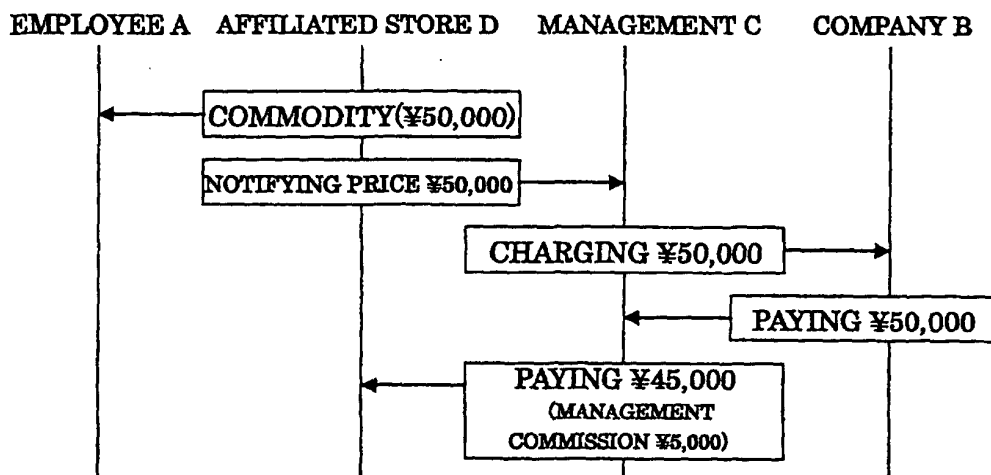 EMPLOYEE A AFFILIATED STORE D MANAGEMENT C COMPANY B
COMMODITY(¥50,000)
NOTIFYING PRICE ¥50,000
CHARGING ¥50,000
PAYING ¥50,000
PAYING ¥45,000
(MANAGEMENT
COMMISSION ¥5,000)